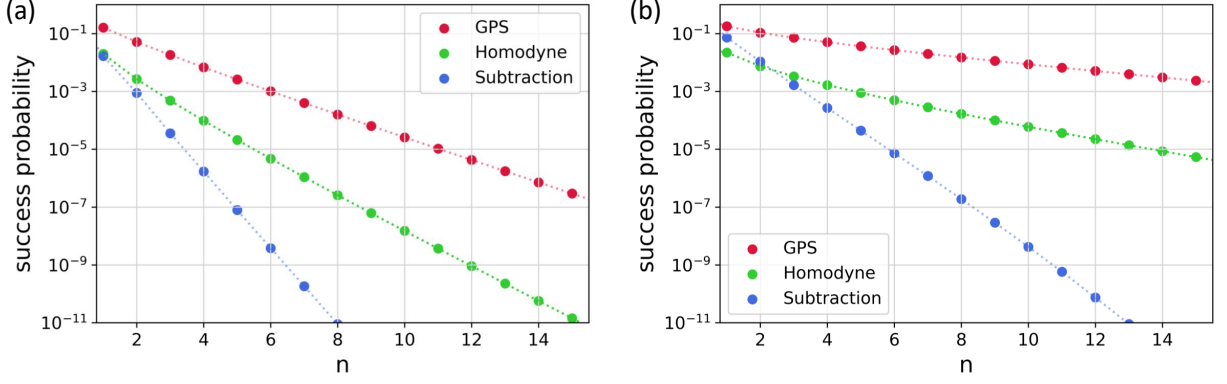 (a)
success probability
10⁻¹
10⁻³
10⁻⁵
10⁻⁷
10⁻⁹
10⁻¹¹
GPS
Homodyne
Subtraction
2 4 6 8 10 12 14
n
(b)
success probability
10⁻¹
10⁻³
10⁻⁵
10⁻⁷
10⁻⁹
10⁻¹¹
GPS
Homodyne
Subtraction
2 4 6 8 10 12 14
n